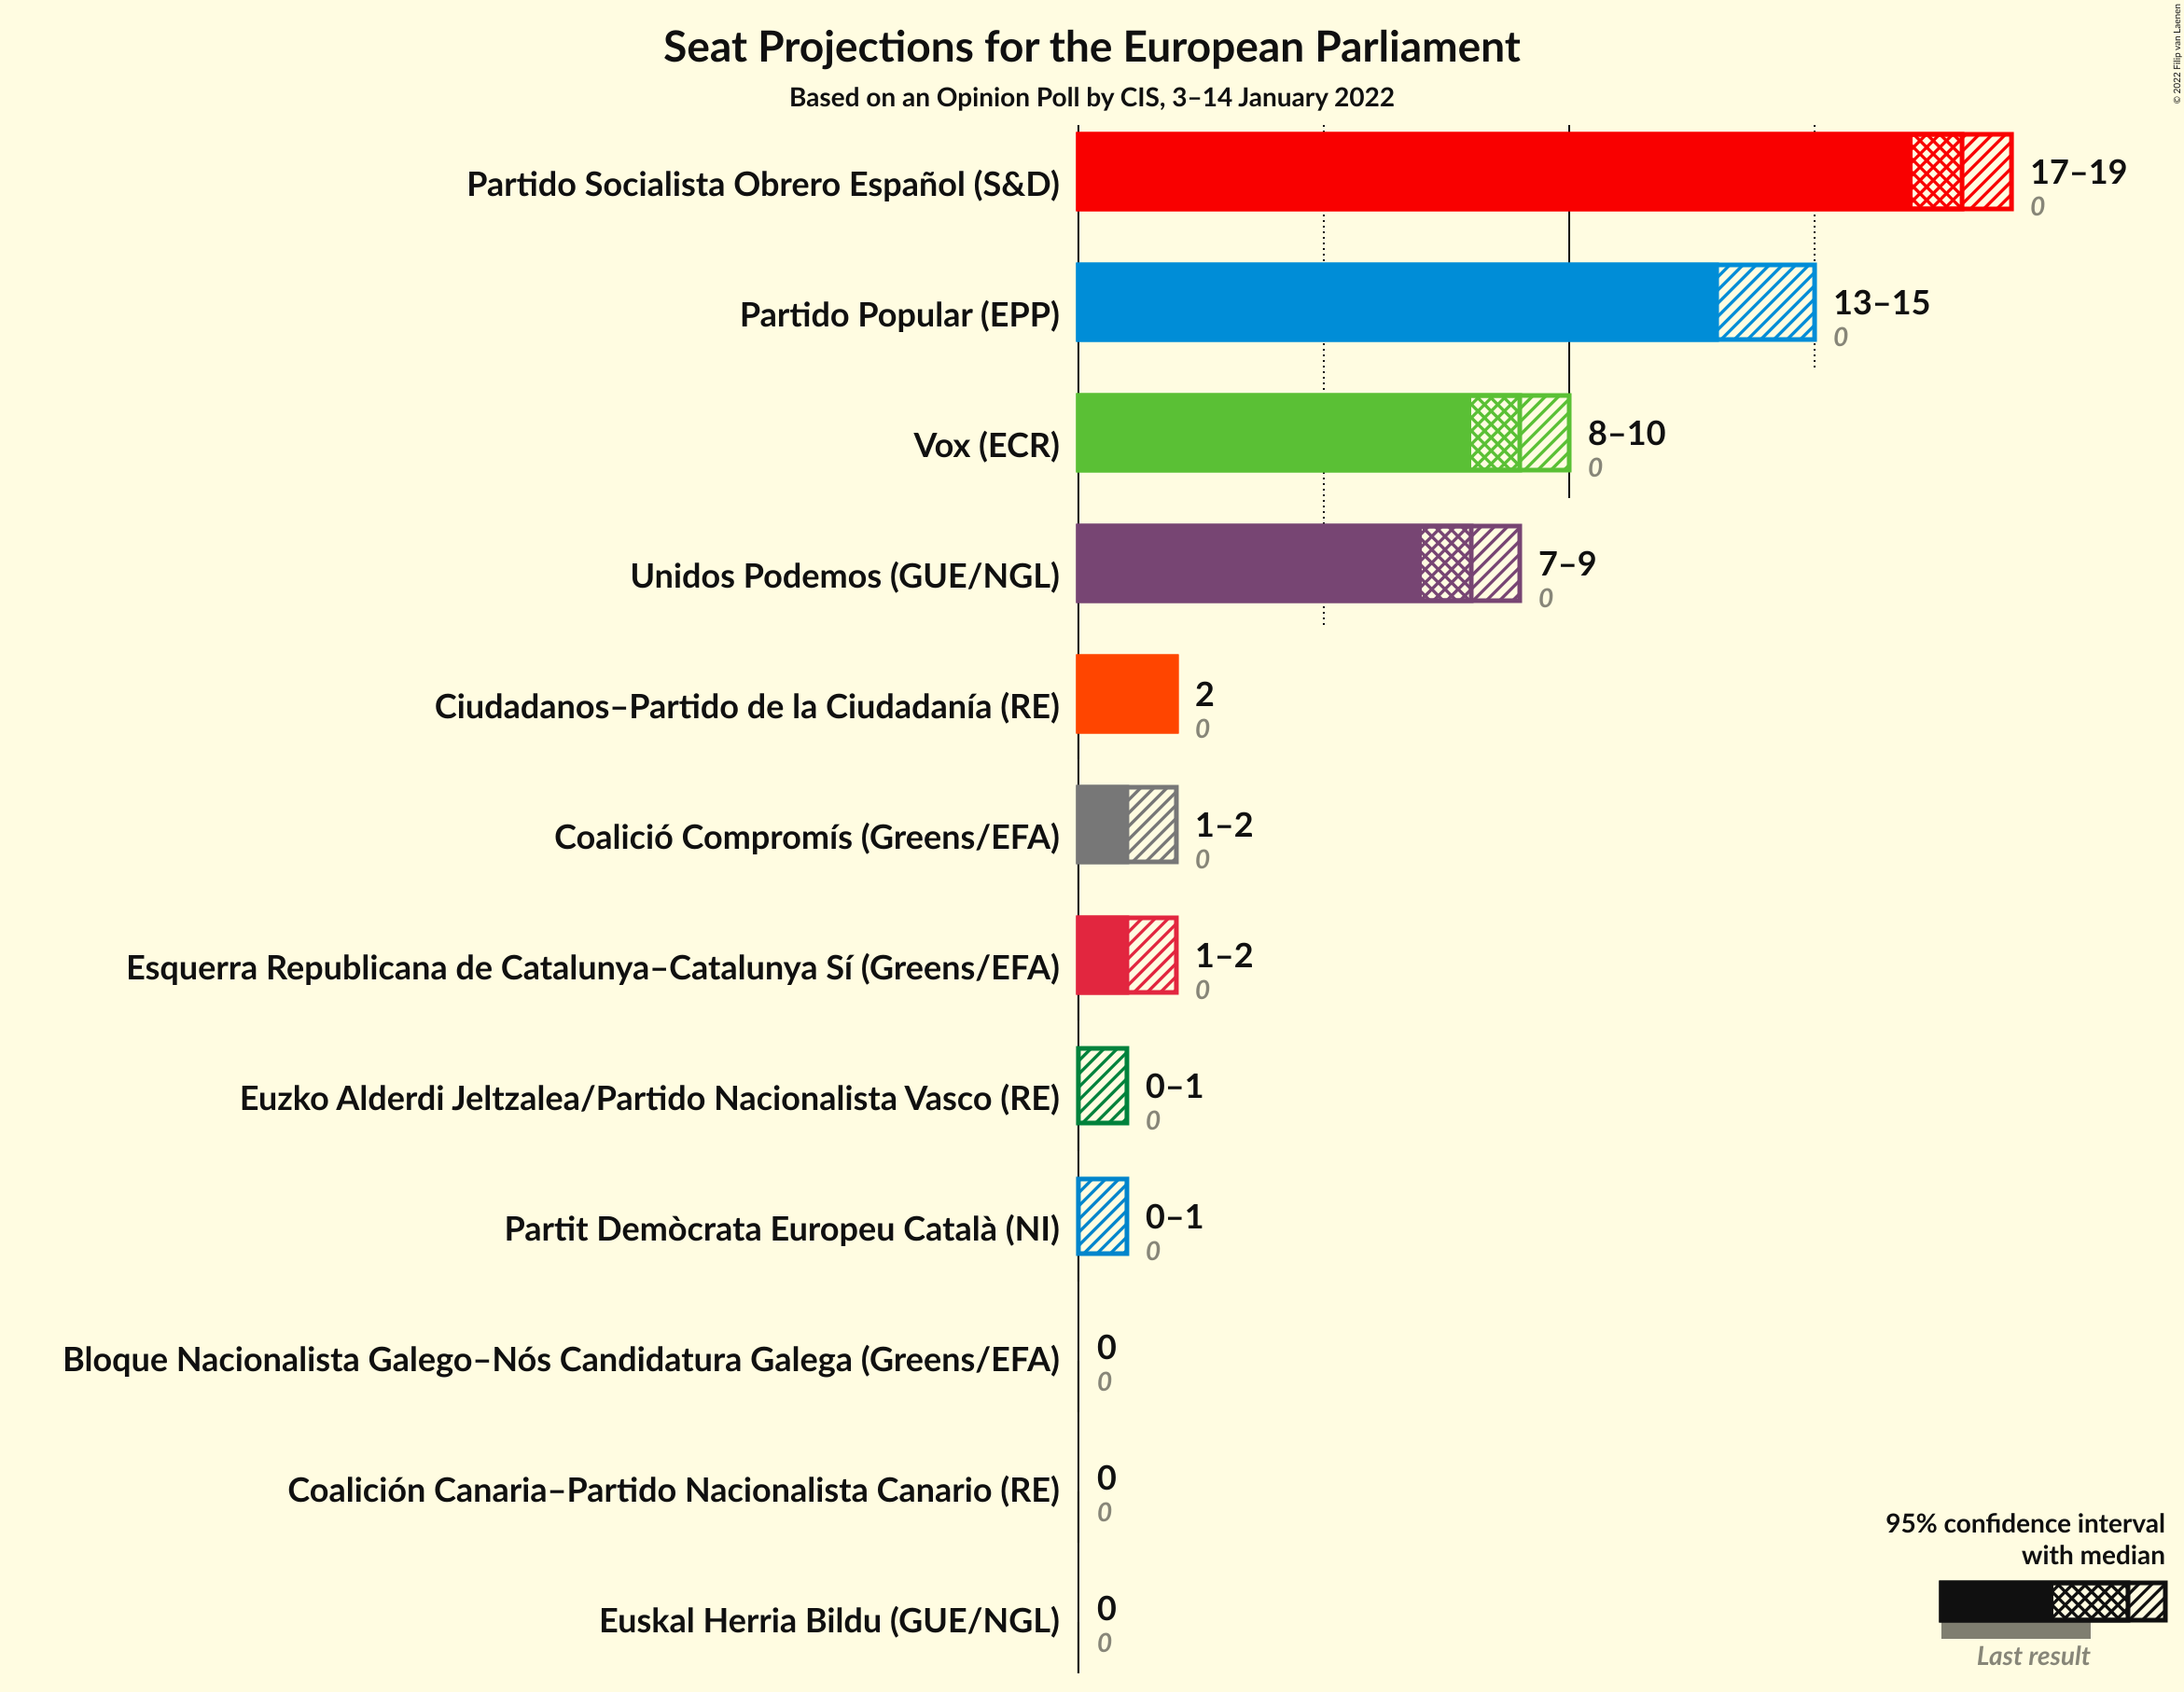 Seat Projections for the European Parliament
Based on an Opinion Poll by CIS, 3–14 January 2022
© 2022 Filip van Laenen
Partido Socialista Obrero Español (S&D)
17–19
0
Partido Popular (EPP)
13–15
0
Vox (ECR)
8–10
0
Unidos Podemos (GUE/NGL)
7–9
0
Ciudadanos–Partido de la Ciudadanía (RE)
2
0
Coalició Compromís (Greens/EFA)
1–2
0
Esquerra Republicana de Catalunya–Catalunya Sí (Greens/EFA)
1–2
0
Euzko Alderdi Jeltzalea/Partido Nacionalista Vasco (RE)
0–1
0
Partit Demòcrata Europeu Català (NI)
0–1
0
Bloque Nacionalista Galego–Nós Candidatura Galega (Greens/EFA)
0
0
Coalición Canaria–Partido Nacionalista Canario (RE)
0
0
Euskal Herria Bildu (GUE/NGL)
0
0
95% confidence interval
with median
Last result